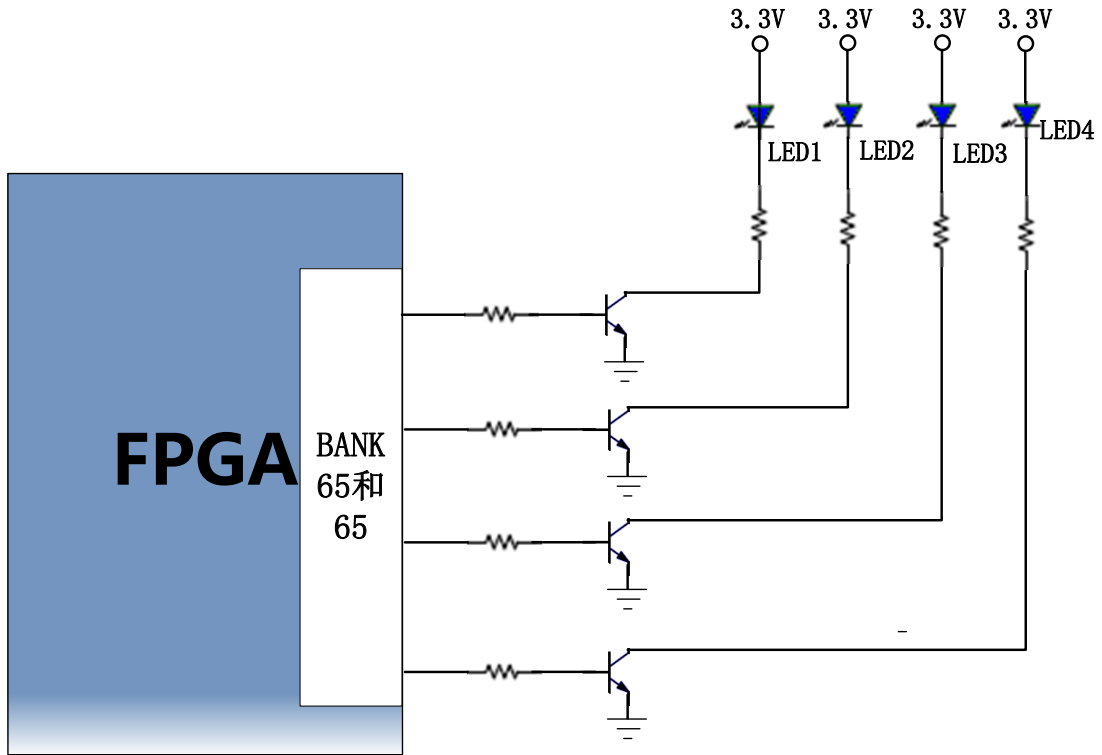 3.3V 3.3V 3.3V 3.3V
LED1
LED2
LED3
LED4
FPGA
BANK
65和
65